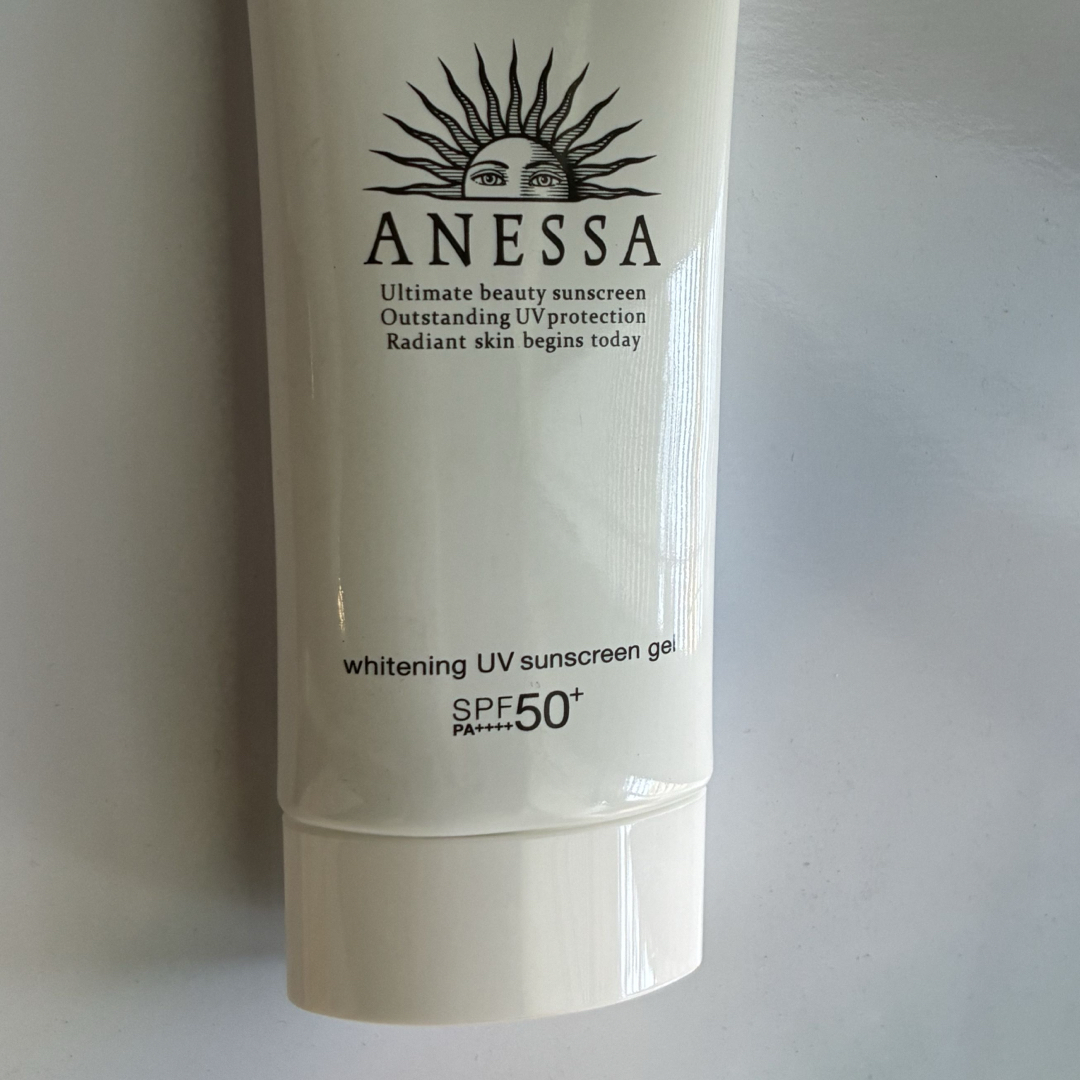 ANESSA
Ultimate beauty sunscreen
Outstanding UV protection
Radiant skin begins today
whitening UV sunscreen gel
SPF50+
PA++++